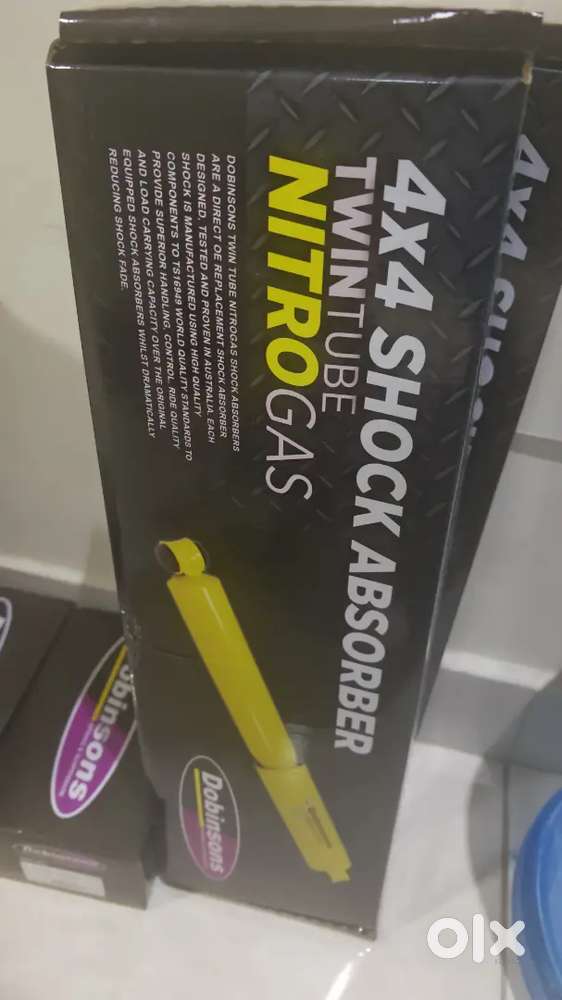 4x4 SHOCK ABSORBER
TWINTUBE
NITROGAS
DOBINSONS TWIN TUBE NITROGAS SHOCK ABSORBERS
ARE A DIRECT OE REPLACEMENT SHOCK ABSORBER
DESIGNED, TESTED AND PROVEN IN AUSTRALIA. EACH
SHOCK IS MANUFACTURED USING HIGH QUALITY
COMPONENTS TO TS16949 WORLD QUALITY STANDARDS TO
PROVIDE SUPERIOR HANDLING, CONTROL, RIDE QUALITY
AND LOAD CARRYING CAPACITY OVER THE ORIGINAL
EQUIPPED SHOCK ABSORBERS WHILST DRAMATICALLY
REDUCING SHOCK FADE.
Dobinsons
4x4
Dobinsons
olx